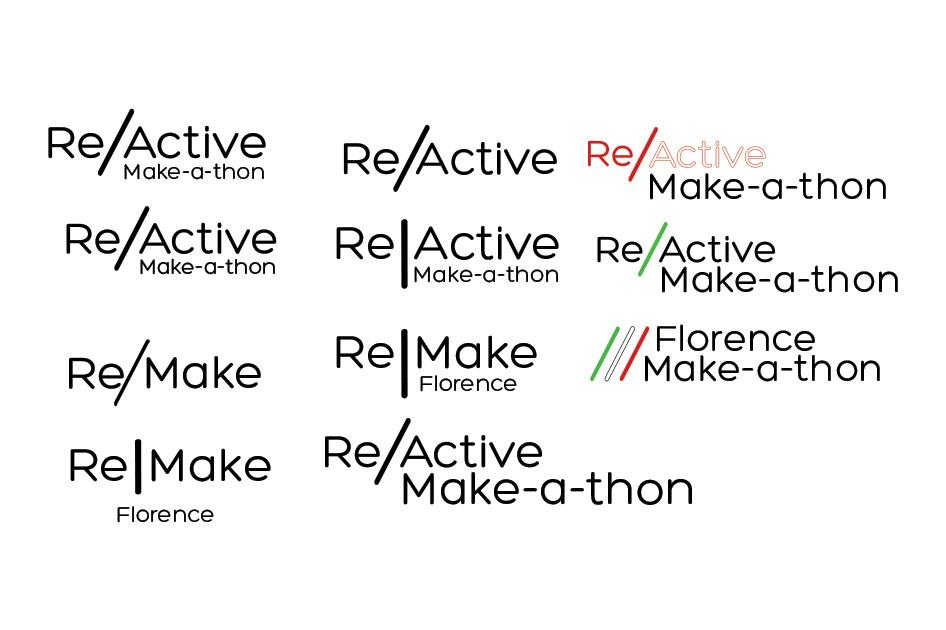 Re/Active
Make-a-thon
Re/Active
Make-a-thon
Re/Make
Re|Make
Florence
Re/Active
Re|Active
Make-a-thon
Re|Make
Florence
Re/Active
Make-a-thon
Re/Active
Make-a-thon
Re/Active
Make-a-thon
///Florence
Make-a-thon